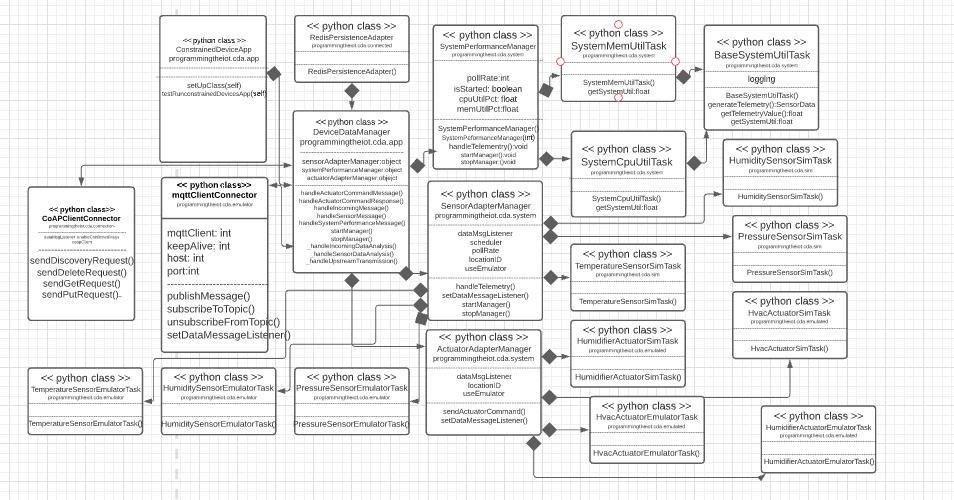 << python class >>
ConstrainedDeviceApp
programmingtheiot.cda.app
setUpClass(self)
testRunconstrainedDevicesApp(self)
<< python class >>
RedisPersistenceAdapter
programmingtheiot.cda.connected
RedisPersistenceAdapter()
<< python class >>
SystemPerformanceManager
programmingtheiot.cda.system
pollRate:int
isStarted: boolean
cpuUtilPct: float
memUtilPct:float
SystemPerformanceManager()
SystemPerformanceManager(int)
handleTelementry():void
startManager():void
stopManager():void
<< python class >>
SystemMemUtilTask
programmingtheiot.cda.system
SystemMemUtilTask()
getSystemUtil:float
<< python class >>
BaseSystemUtilTask
programmingtheiot.cda.system
loggling
BaseSystemUtilTask()
generateTelemetry():SensorData
getTelemetryValue():float
getSystemUtil:float
<< python class >>
DeviceDataManager
programmingtheiot.cda.app
sensorAdapterManager:object
systemPerformanceManager:object
actuatorAdapterManager:object
handleActuatorCommandMessage()
handleActuatorCommandResponse()
handleIncomingMessage()
handleSensorMessage()
handleSystemPerformanceMessage()
startManager()
stopManager()
_handleIncomingDataAnalysis()
_handleSensorDataAnalysis()
_handleUpstreamTransmission()
<< python class >>
SystemCpuUtilTask
programmingtheiot.cda.system
SystemCpuUtilTask()
getSystemUtil:float
<< python class >>
HumiditySensorSimTask
programmingtheiot.cda.sim
HumiditySensorSimTask()
<< python class >>
CoAPClientConnector
programmingtheiot.cda.connection
sendDiscoveryRequest()
sendDeleteRequest()
sendGetRequest()
sendPutRequest()..
<< python class>>
mqttClientConnector
programmingtheiot.cda.emulator
mqttClient: int
keepAlive: int
host: int
port:int
publishMessage()
subscribeToTopic()
unsubscribeFromTopic()
setDataMessageListener()
<< python class >>
SensorAdapterManager
programmingtheiot.cda.system
dataMsgListener
scheduler
pollRate
locationID
useEmulator
handleTelemetry()
setDataMessageListener()
startManager()
stopManager()
<< python class >>
PressureSensorSimTask
programmingtheiot.cda.sim
PressureSensorSimTask()
<< python class >>
TemperatureSensorSimTask
programmingtheiot.cda.emulator
TemperatureSensorSimTask()
<< python class >>
HvacActuatorSimTask
programmingtheiot.cda.emulated
HvacActuatorSimTask()
<< python class >>
ActuatorAdapterManager
programmingtheiot.cda.system
dataMsgListener
locationID
useEmulator
sendActuatorCommand()
setDataMessageListener()
<< python class >>
HumidifierActuatorSimTask
programmingtheiot.cda.emulated
HumidifierActuatorSimTask()
<< python class >>
TemperatureSensorEmulatorTask
programmingtheiot.cda.emulator
TemperatureSensorEmulatorTask()
<< python class >>
HumiditySensorEmulatorTask
programmingtheiot.cda.emulator
HumiditySensorEmulatorTask()
<< python class >>
PressureSensorEmulatorTask
programmingtheiot.cda.emulator
PressureSensorEmulatorTask()
<< python class >>
HvacActuatorEmulatorTask
programmingtheiot.cda.emulated
HvacActuatorEmulatorTask()
<< python class >>
HumidifierActuatorEmulatorTask
programmingtheiot.cda.emulated
HumidifierActuatorEmulatorTask()